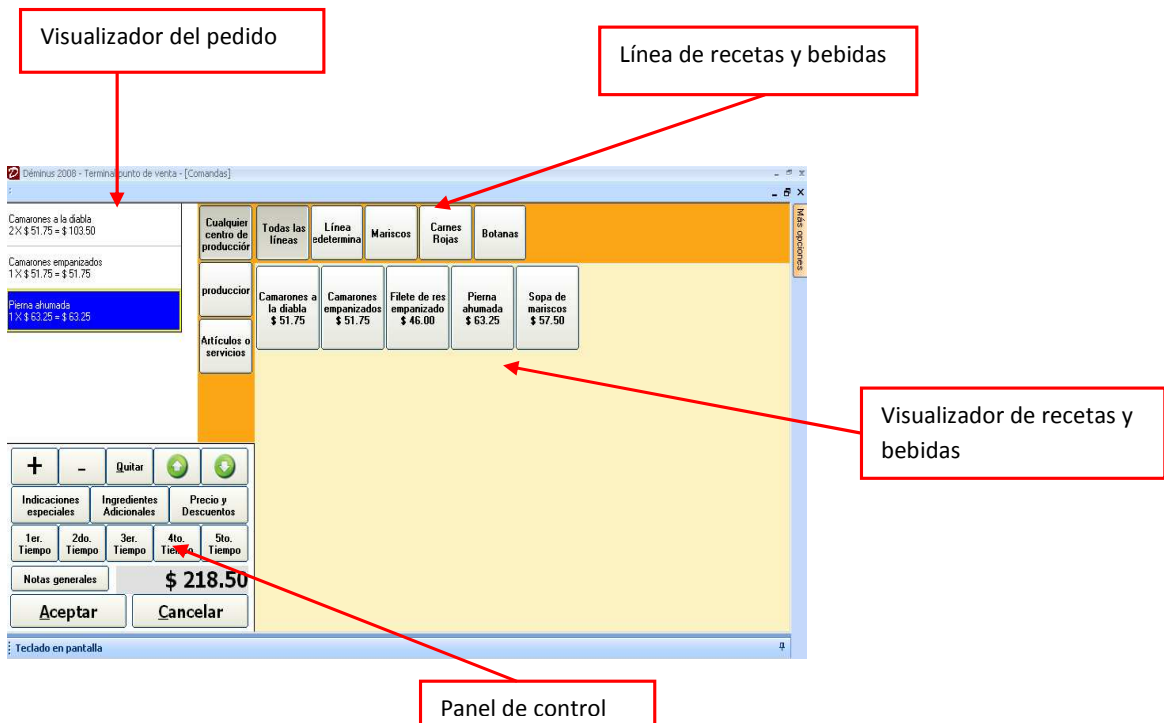 Visualizador del pedido
Línea de recetas y bebidas
Déminus 2008 - Terminal punto de venta - [Comandas]
Camarones a la diabla
2 X $ 51.75 = $ 103.50
Camarones empanizados
1 X $ 51.75 = $ 51.75
Pierna ahumada
1 X $ 63.25 = $ 63.25
Cualquier
centro de
producciór
produccior
Artículos o
servicios
Todas las
líneas
Línea
edetermina
Mariscos
Carnes
Rojas
Botanas
Más opciones
Camarones a
la diabla
$ 51.75
Camarones
empanizados
$ 51.75
Filete de res
empanizado
$ 46.00
Pierna
ahumada
$ 63.25
Sopa de
mariscos
$ 57.50
Visualizador de recetas y
bebidas
+
-
Quitar
Indicaciones
especiales
Ingredientes
Adicionales
Precio y
Descuentos
1er.
Tiempo
2do.
Tiempo
3er.
Tiempo
4to.
Tiempo
5to.
Tiempo
Notas generales
$ 218.50
Aceptar
Cancelar
Teclado en pantalla
Panel de control